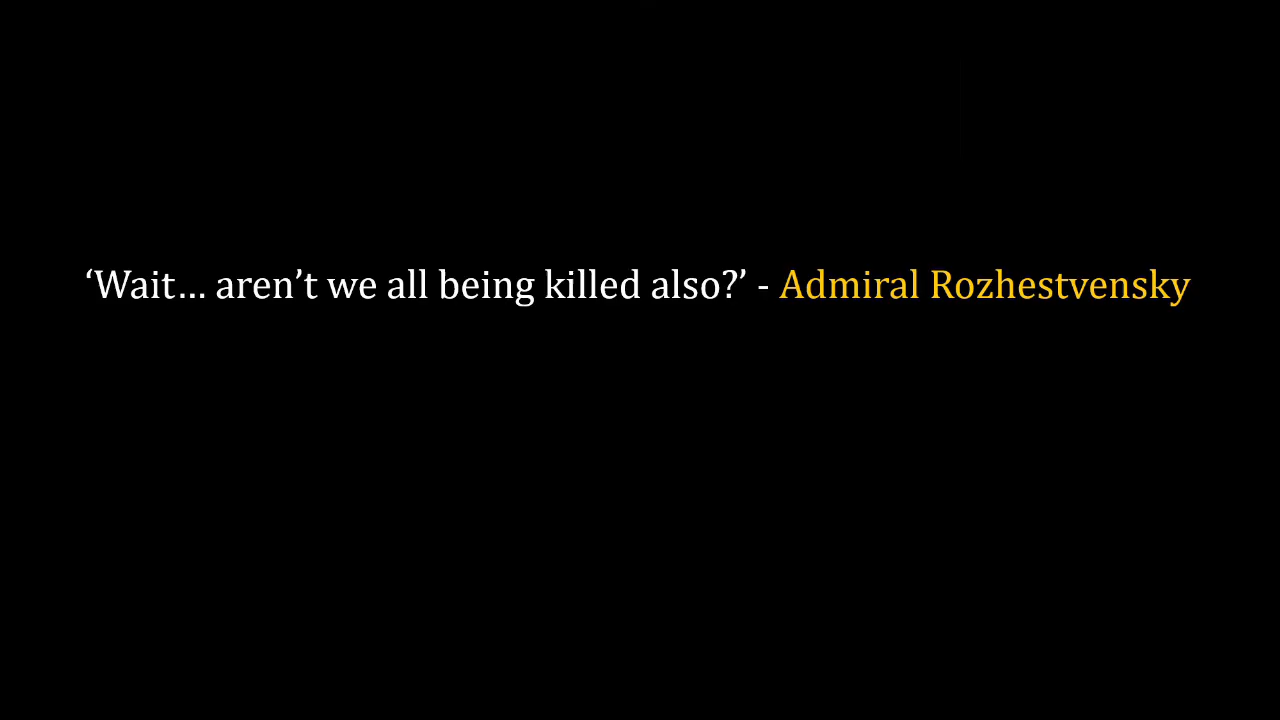 ‘Wait… aren’t we all being killed also?’ - Admiral Rozhestvensky